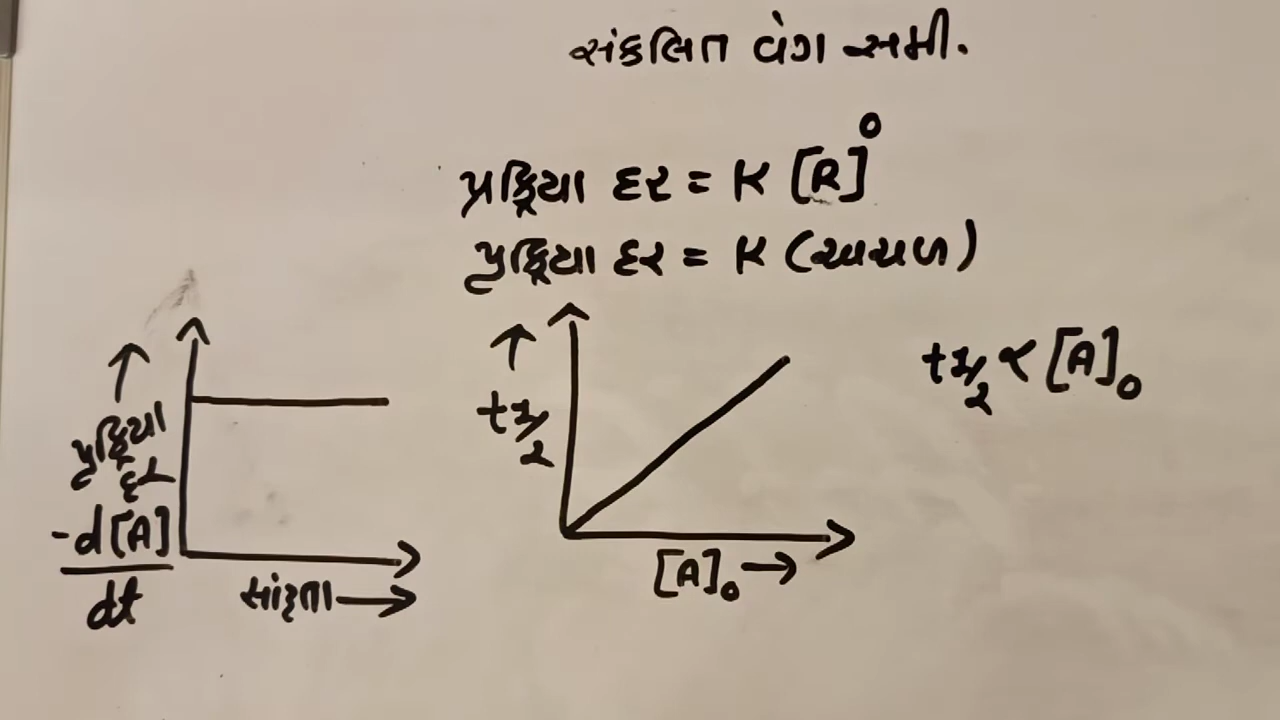 સંકલિત વેગ સમી.
પ્રક્રિયા દર = K [R]⁰
પ્રક્રિયા દર = K (અચળ)
પ્રક્રિયા
દર
-d[A]
dt
સાંદ્રતા →
t½
[A]₀ →
t½ ∝ [A]₀